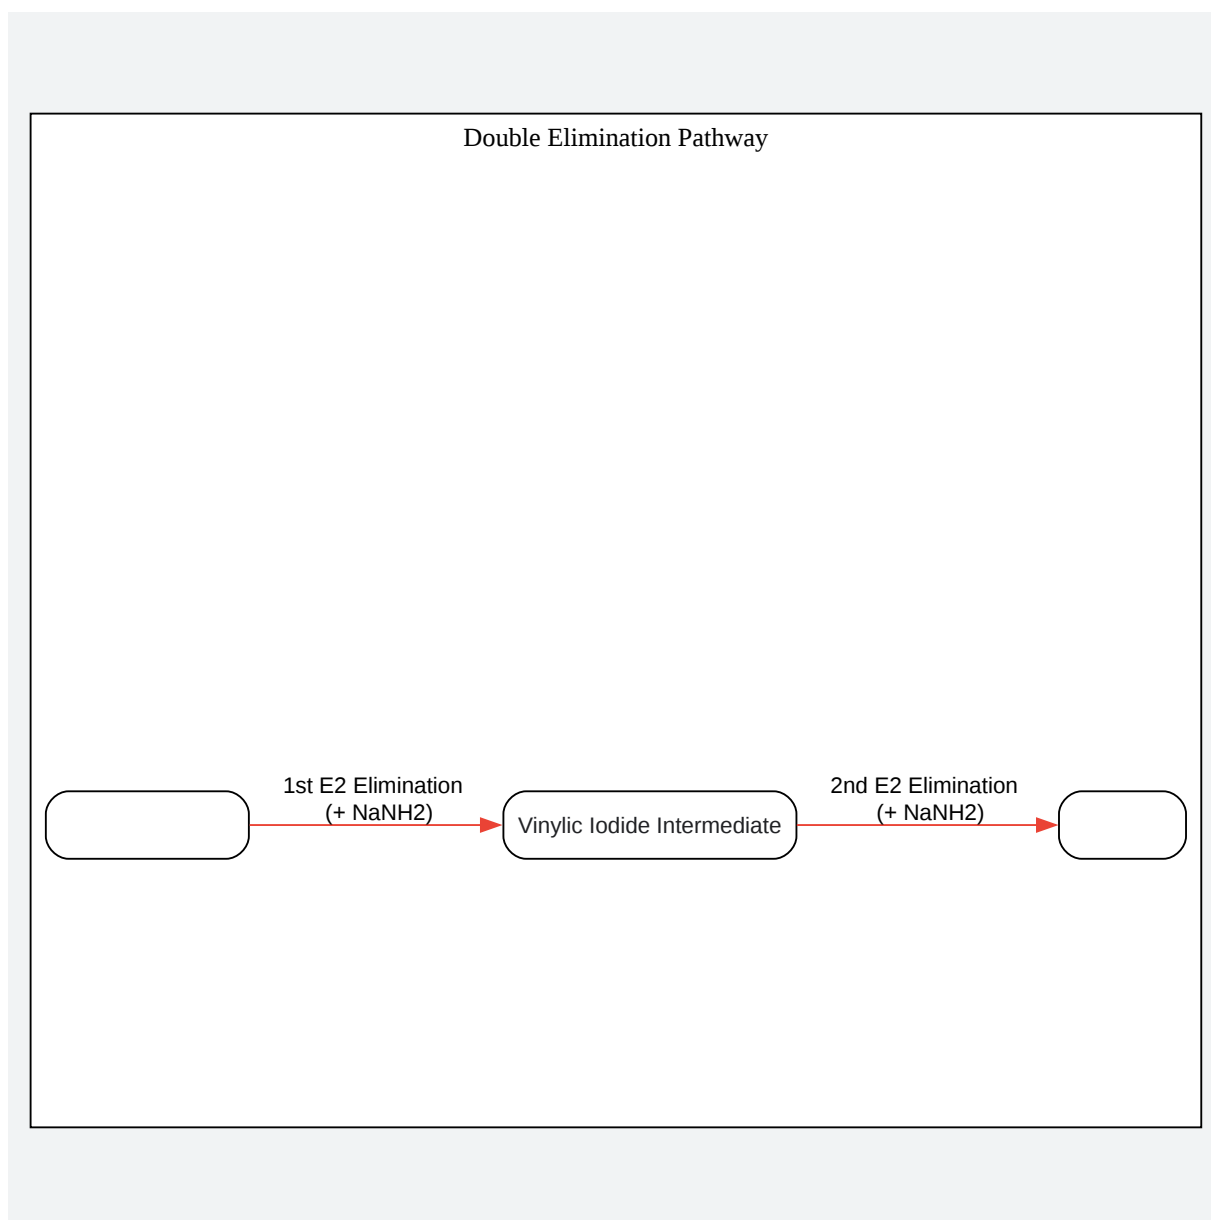 Double Elimination Pathway
1st E2 Elimination
(+ NaNH2)
Vinylic Iodide Intermediate
2nd E2 Elimination
(+ NaNH2)